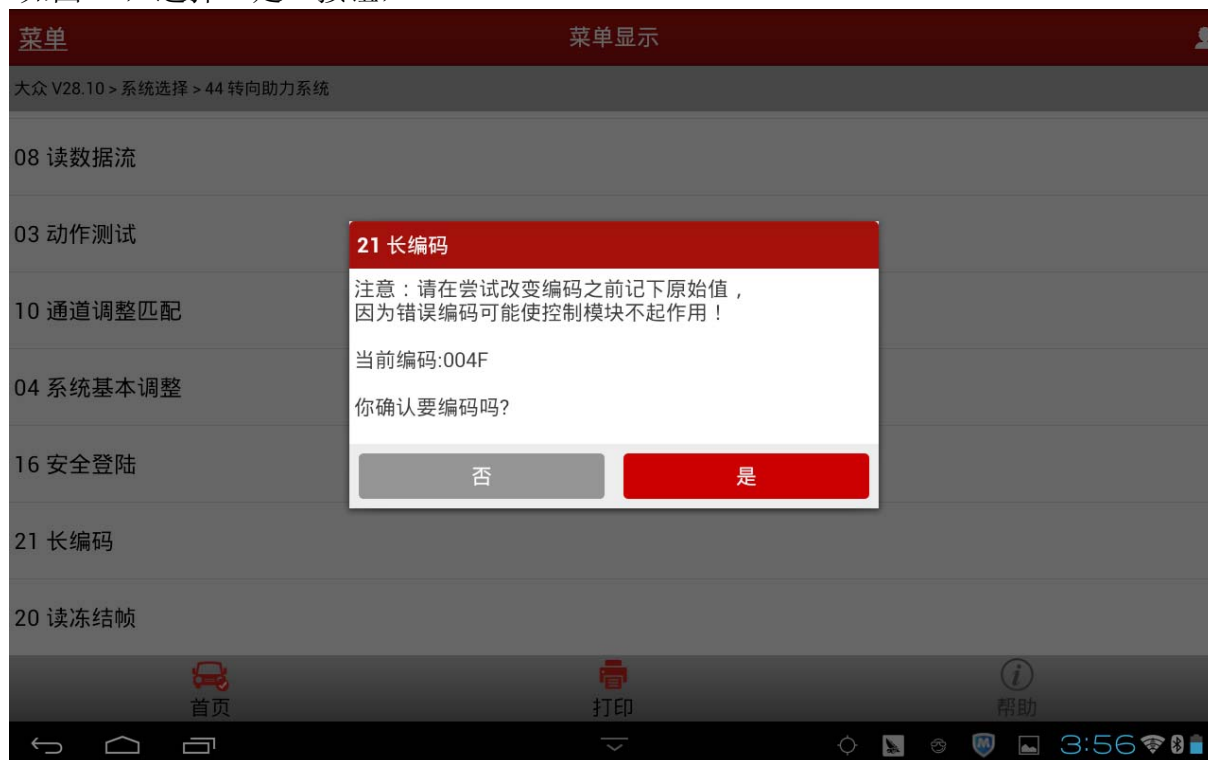 菜单
菜单显示
大众 V28.10 > 系统选择 > 44 转向助力系统
08 读数据流
03 动作测试
10 通道调整匹配
04 系统基本调整
16 安全登陆
21 长编码
20 读冻结帧
21 长编码
注意：请在尝试改变编码之前记下原始值，
因为错误编码可能使控制模块不起作用！
当前编码:004F
你确认要编码吗?
否
是
首页
打印
帮助
3:56